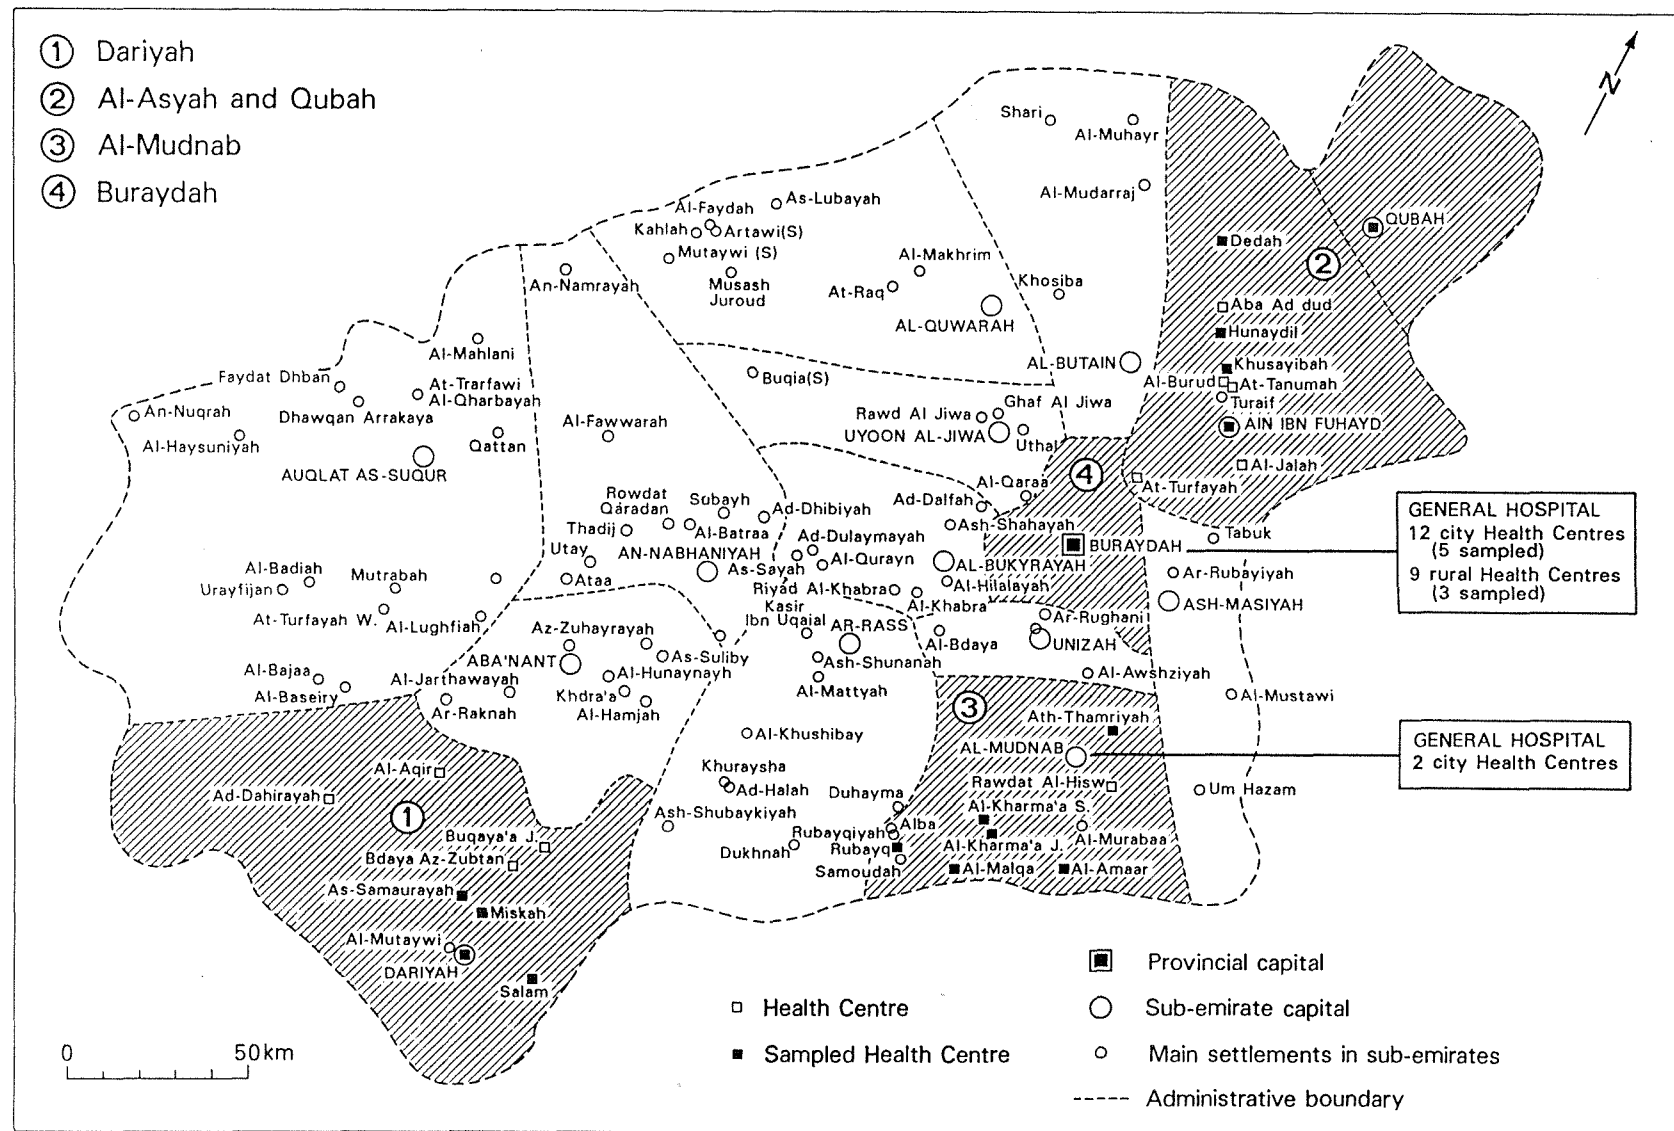 1 Dariyah
2 Al-Asyah and Qubah
3 Al-Mudnab
4 Buraydah
N
Shari
Al-Muhayr
Al-Mudarraj
As-Lubayah
Al-Faydah
Kahlah
Artawi(S)
Mutaywi (S)
Musash
Juroud
An-Namrayah
Al-Makhrim
At-Raq
Khosiba
AL-QUWARAH
QUBAH
Dedah
2
Aba Ad dud
Hunaydil
Khusayibah
Al-Burud
At-Tanumah
Turaif
AIN IBN FUHAYD
Al-Jalah
At-Turfayah
AL-BUTAIN
Al-Mahlani
Faydat Dhban
At-Trarfawi
Al-Qharbayah
Dhawqan Arrakaya
An-Nuqrah
Al-Haysuniyah
Qattan
AUQLAT AS-SUQUR
Al-Fawwarah
Buqia(S)
Ghaf Al Jiwa
Rawd Al Jiwa
UYOON AL-JIWA
Uthal
4
Al-Qaraa
Ad-Dalfah
Ash-Shahayah
BURAYDAH
Tabuk
GENERAL HOSPITAL
12 city Health Centres
(5 sampled)
9 rural Health Centres
(3 sampled)
Rowdat
Qaradan
Subayh
Ad-Dhibiyah
Thadij
Al-Batraa
Ad-Dulaymayah
Utay
AN-NABHANIYAH
Al-Qurayn
As-Sayah
AL-BUKYRAYAH
Ataa
Riyad Al-Khabra
Al-Hilalayah
Al-Khabra
Ar-Rubayiyah
ASH-MASIYAH
Al-Badiah
Urayfijan
Mutrabah
At-Turfayah W.
Al-Lughfiah
Az-Zuhayrayah
Kasir
Ibn Uqaial
AR-RASS
Ar-Rughani
UNIZAH
Al-Bdaya
ABA'NANT
As-Suliby
Ash-Shunanah
Al-Hunaynayh
Al-Mattyah
Al-Awshziyah
Al-Mustawi
Al-Bajaa
Al-Baseiry
Al-Jarthawayah
Ar-Raknah
Khdra'a
Al-Hamjah
3
Ath-Thamriyah
AL-MUDNAB
GENERAL HOSPITAL
2 city Health Centres
Al-Khushibay
Khuraysha
Ad-Halah
Duhayma
Rawdat Al-Hisw
Al-Kharma'a S.
Um Hazam
Al-Aqir
Ad-Dahirayah
1
Ash-Shubaykiyah
Rubayqiyah
Alba
Rubayq
Dukhnah
Samoudah
Al-Kharma'a J.
Al-Murabaa
Al-Malqa
Al-Amaar
Buqaya'a J.
Bdaya Az-Zubtan
As-Samaurayah
Miskah
Al-Mutaywi
DARIYAH
Salam
0 50km
Health Centre
Sampled Health Centre
Provincial capital
Sub-emirate capital
Main settlements in sub-emirates
Administrative boundary